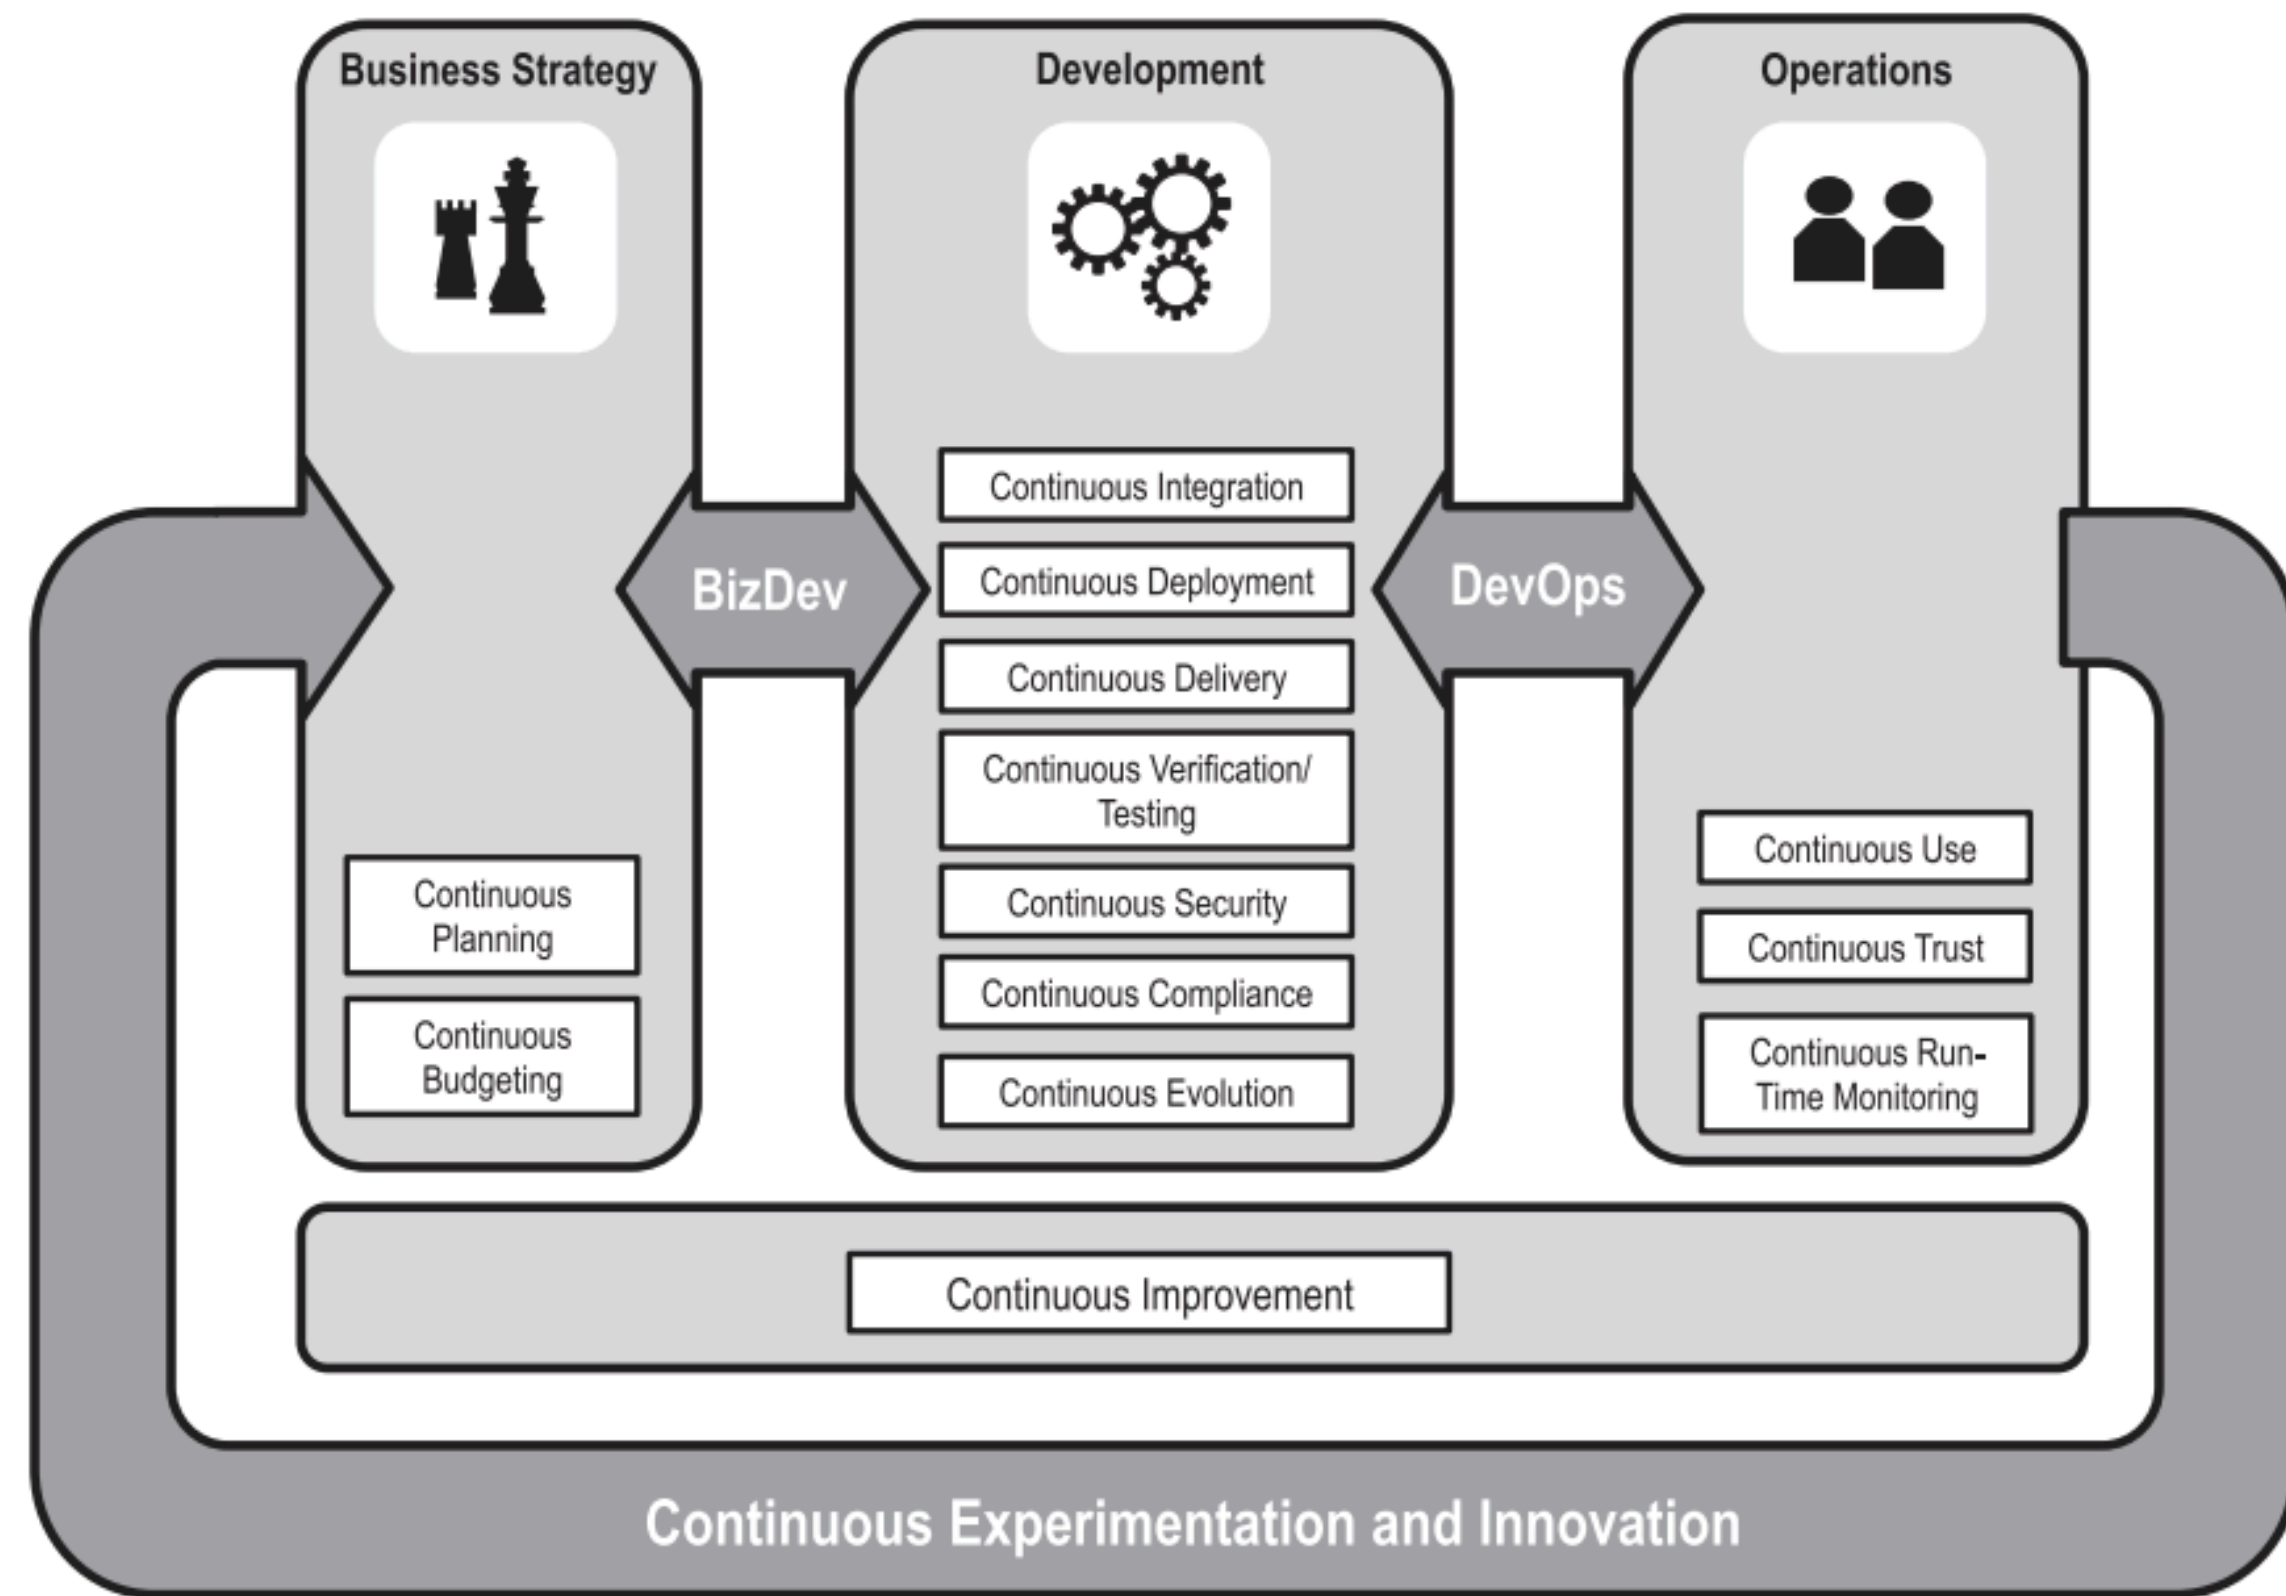 Business Strategy
Development
Operations
BizDev
DevOps
Continuous
Planning
Continuous
Budgeting
Continuous Integration
Continuous Deployment
Continuous Delivery
Continuous Verification/
Testing
Continuous Security
Continuous Compliance
Continuous Evolution
Continuous Use
Continuous Trust
Continuous Run-
Time Monitoring
Continuous Improvement
Continuous Experimentation and Innovation